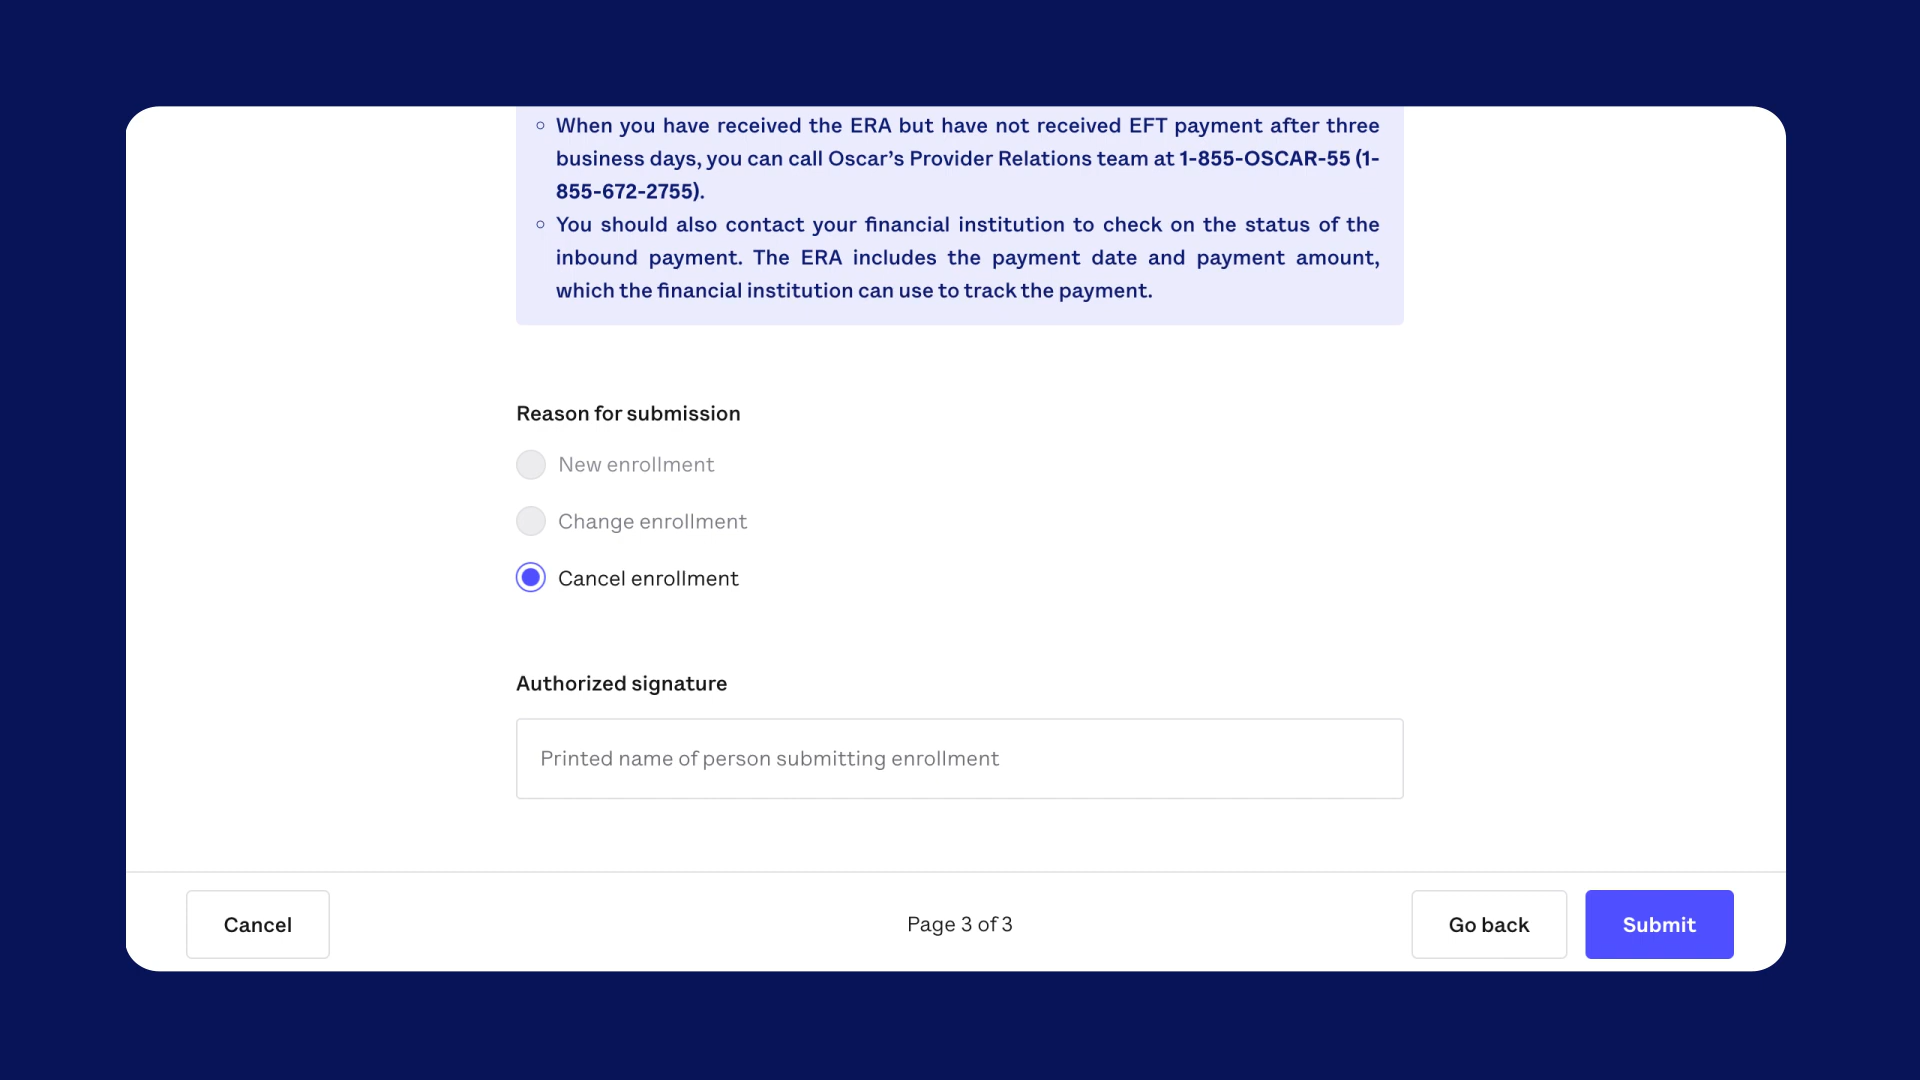 When you have received the ERA but have not received EFT payment after three
business days, you can call Oscar’s Provider Relations team at 1-855-OSCAR-55 (1-
855-672-2755).
You should also contact your financial institution to check on the status of the
inbound payment. The ERA includes the payment date and payment amount,
which the financial institution can use to track the payment.
Reason for submission
New enrollment
Change enrollment
Cancel enrollment
Authorized signature
Printed name of person submitting enrollment
Cancel
Page 3 of 3
Go back
Submit